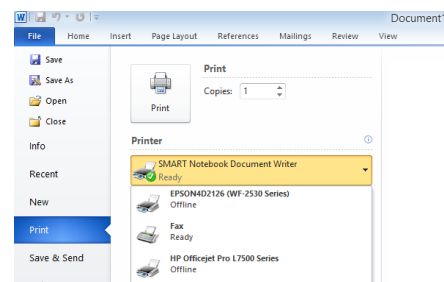 Document1
File Home Insert Page Layout References Mailings Review View
Save
Save As
Open
Close
Info
Recent
New
Print
Save & Send
Print
Print
Copies: 1
Printer
SMART Notebook Document Writer
Ready
EPSON4D2126 (WF-2530 Series)
Offline
Fax
Ready
HP Officejet Pro L7500 Series
Offline